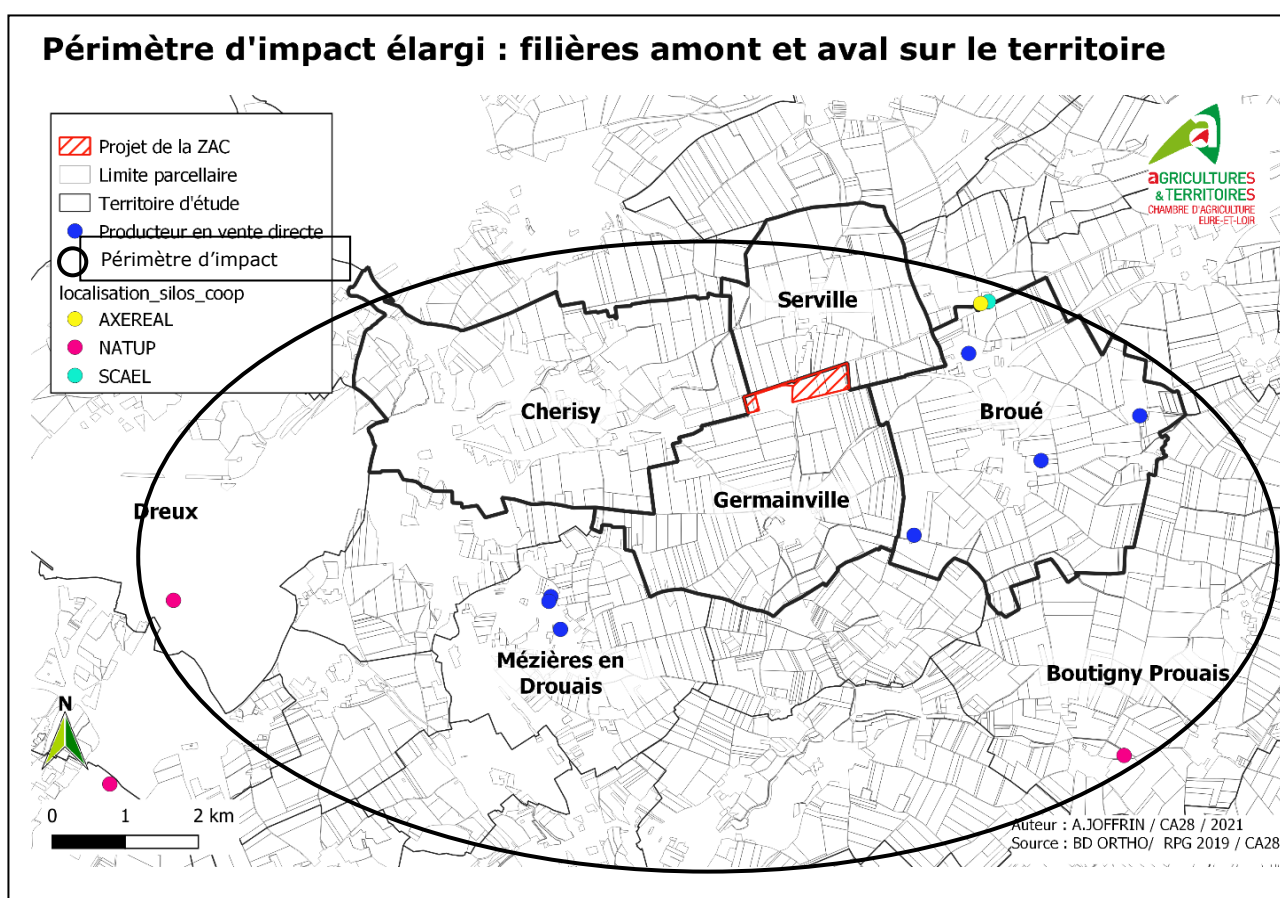 Périmètre d'impact élargi : filières amont et aval sur le territoire
Projet de la ZAC
Limite parcellaire
Territoire d'étude
Producteur en vente directe
Périmètre d’impact
localisation_silos_coop
AXEREAL
NATUP
SCAEL
a
AGRICULTURES
& TERRITOIRES
CHAMBRE D'AGRICULTURE
EURE-ET-LOIR
Serville
Cherisy
Broué
Germainville
Dreux
Mézières en
Drouais
Boutigny Prouais
N
0 1 2 km
Auteur : A.JOFFRIN / CA28 / 2021
Source : BD ORTHO/ RPG 2019 / CA28